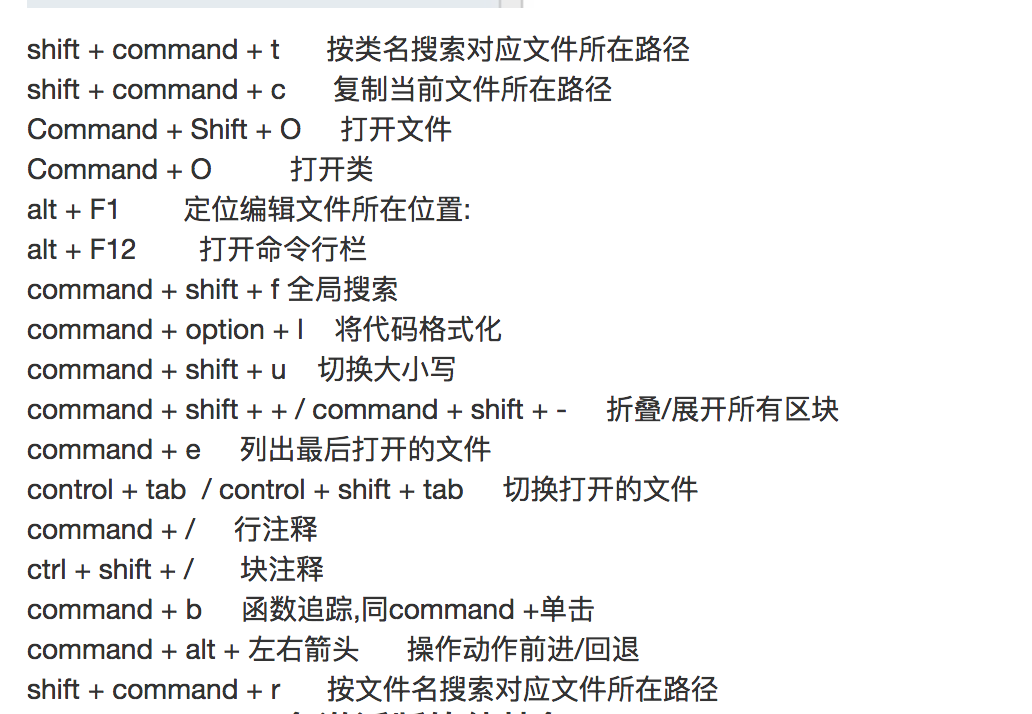 shift + command + t 按类名搜索对应文件所在路径
shift + command + c 复制当前文件所在路径
Command + Shift + O 打开文件
Command + O 打开类
alt + F1 定位编辑文件所在位置:
alt + F12 打开命令行栏
command + shift + f 全局搜索
command + option + l 将代码格式化
command + shift + u 切换大小写
command + shift + + / command + shift + - 折叠/展开所有区块
command + e 列出最后打开的文件
control + tab / control + shift + tab 切换打开的文件
command + / 行注释
ctrl + shift + / 块注释
command + b 函数追踪,同command +单击
command + alt + 左右箭头 操作动作前进/回退
shift + command + r 按文件名搜索对应文件所在路径